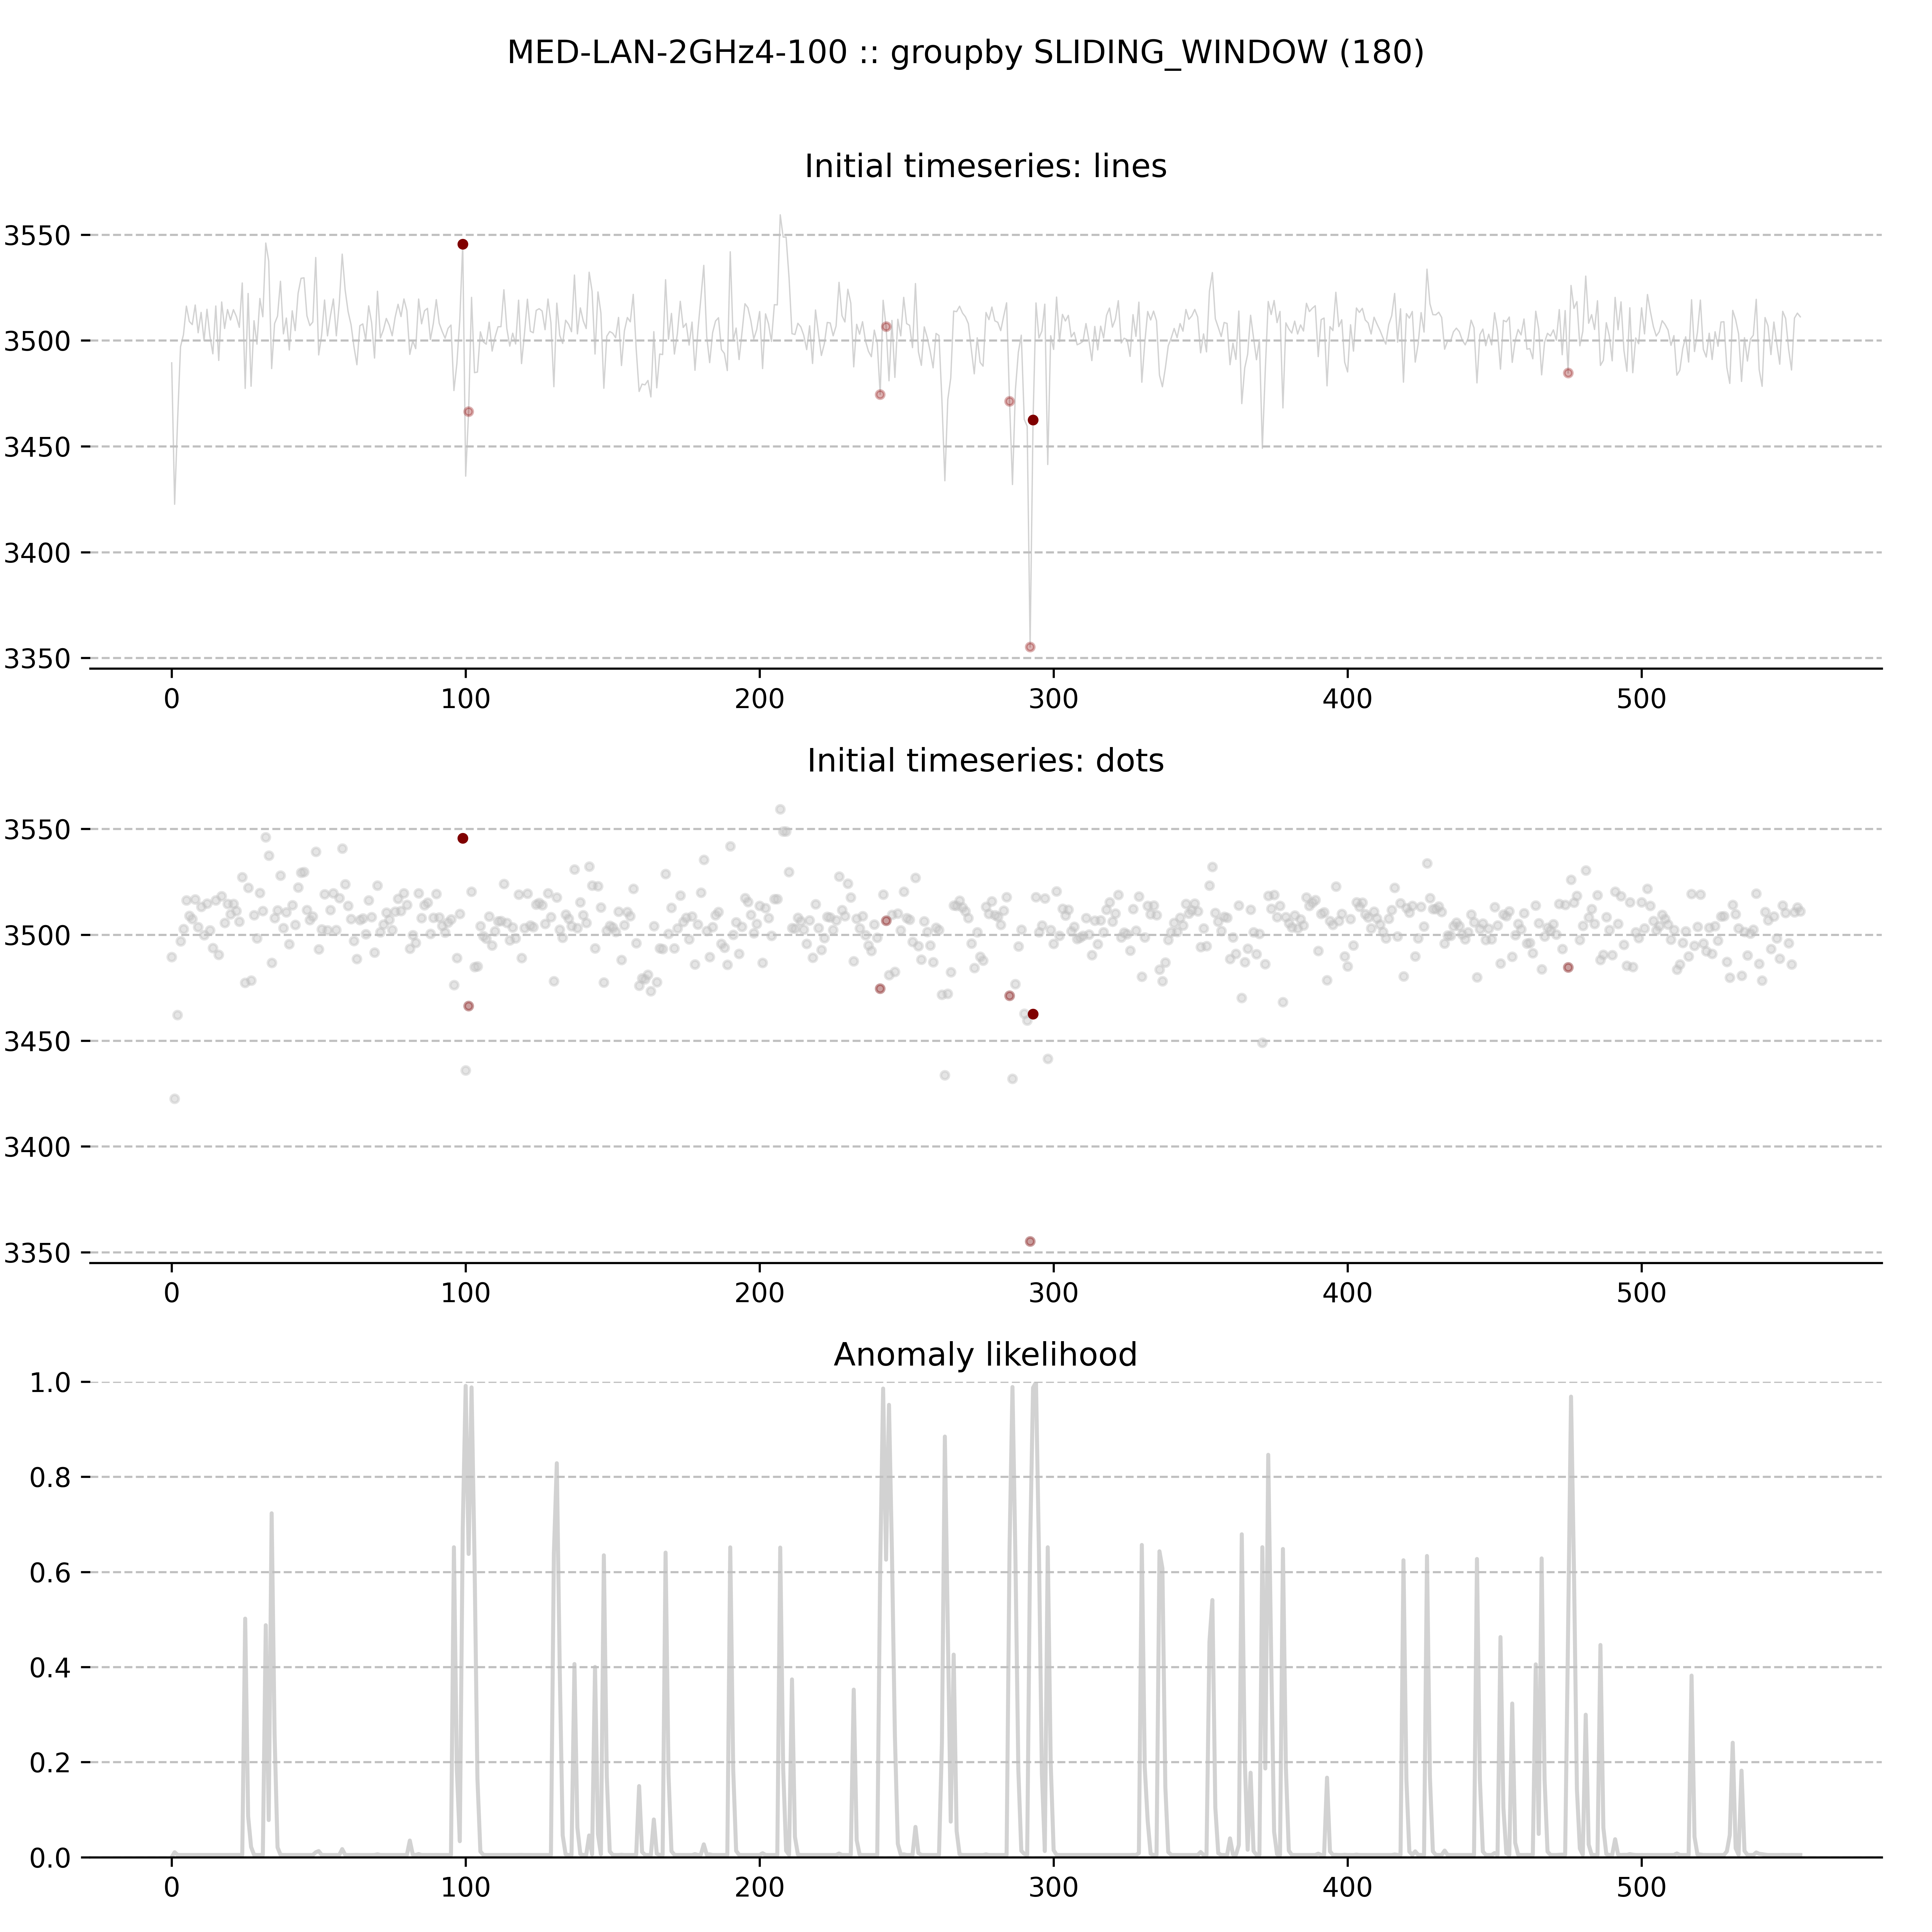 MED-LAN-2GHz4-100 :: groupby SLIDING_WINDOW (180)
Initial timeseries: lines
3550
3500
3450
3400
3350
0 100 200 300 400 500
Initial timeseries: dots
3550
3500
3450
3400
3350
0 100 200 300 400 500
Anomaly likelihood
1.0
0.8
0.6
0.4
0.2
0.0
0 100 200 300 400 500